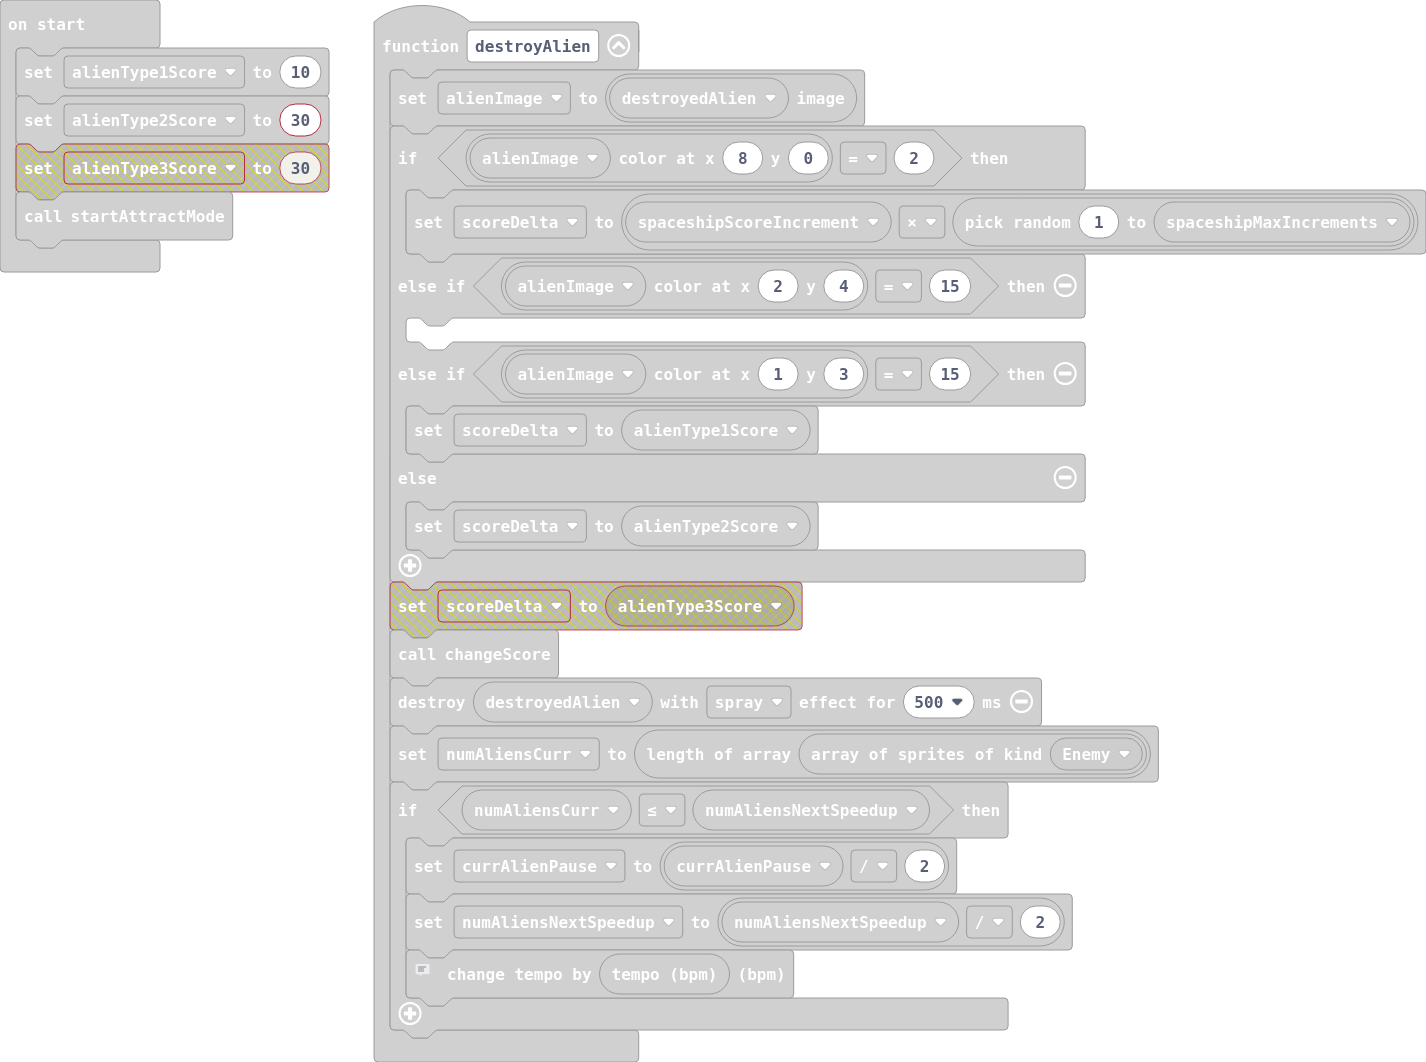 on start
set alienType1Score to 10
set alienType2Score to 30
set alienType3Score to 30
call startAttractMode
function destroyAlien
set alienImage to destroyedAlien image
if alienImage color at x 8 y 0 = 2 then
set scoreDelta to spaceshipScoreIncrement × pick random 1 to spaceshipMaxIncrements
else if alienImage color at x 2 y 4 = 15 then
else if alienImage color at x 1 y 3 = 15 then
set scoreDelta to alienType1Score
else
set scoreDelta to alienType2Score
set scoreDelta to alienType3Score
call changeScore
destroy destroyedAlien with spray effect for 500 ms
set numAliensCurr to length of array array of sprites of kind Enemy
if numAliensCurr ≤ numAliensNextSpeedup then
set currAlienPause to currAlienPause / 2
set numAliensNextSpeedup to numAliensNextSpeedup / 2
change tempo by tempo (bpm) (bpm)